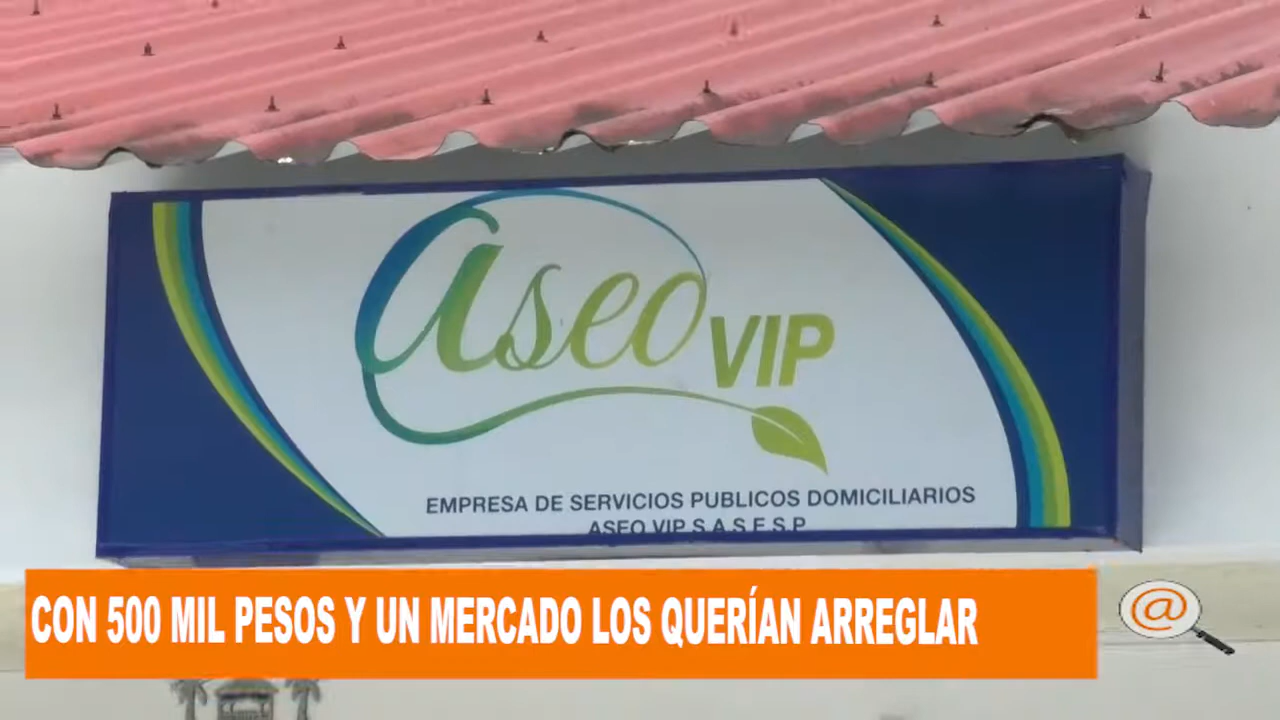 Aseo VIP
EMPRESA DE SERVICIOS PUBLICOS DOMICILIARIOS
ASEO VIP S.A.S E.S.P
CON 500 MIL PESOS Y UN MERCADO LOS QUERÍAN ARREGLAR
@